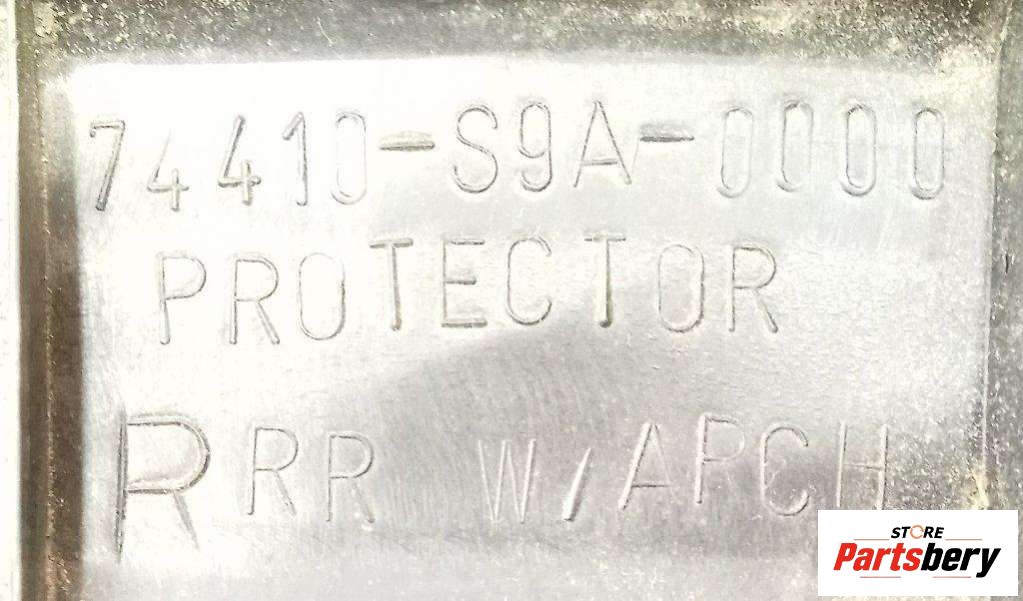 74410-S9A-0000
PROTECTOR
R RR W/ARCH
STORE
Partsbery